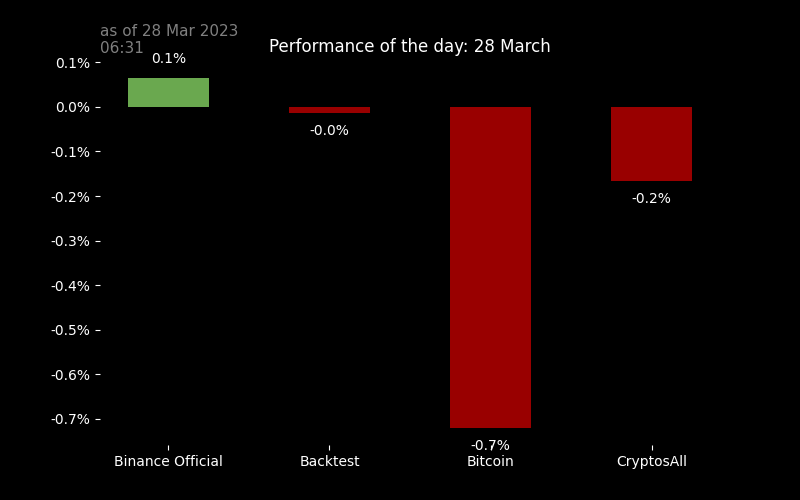 as of 28 Mar 2023
06:31
Performance of the day: 28 March
0.1%
0.1%
0.0%
-0.0%
-0.1%
-0.2%
-0.2%
-0.3%
-0.4%
-0.5%
-0.6%
-0.7%
-0.7%
Binance Official
Backtest
Bitcoin
CryptosAll